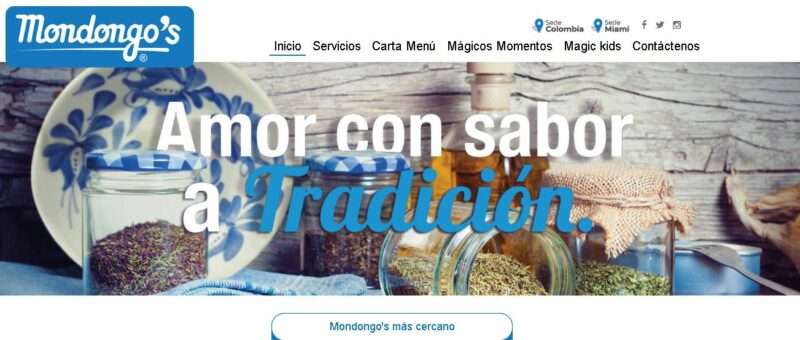 Mondongo's
®
Sede
Colombia
Sede
Miami
Inicio Servicios Carta Menú Mágicos Momentos Magic kids Contáctenos
Amor con sabor
a Tradición.
Mondongo's más cercano